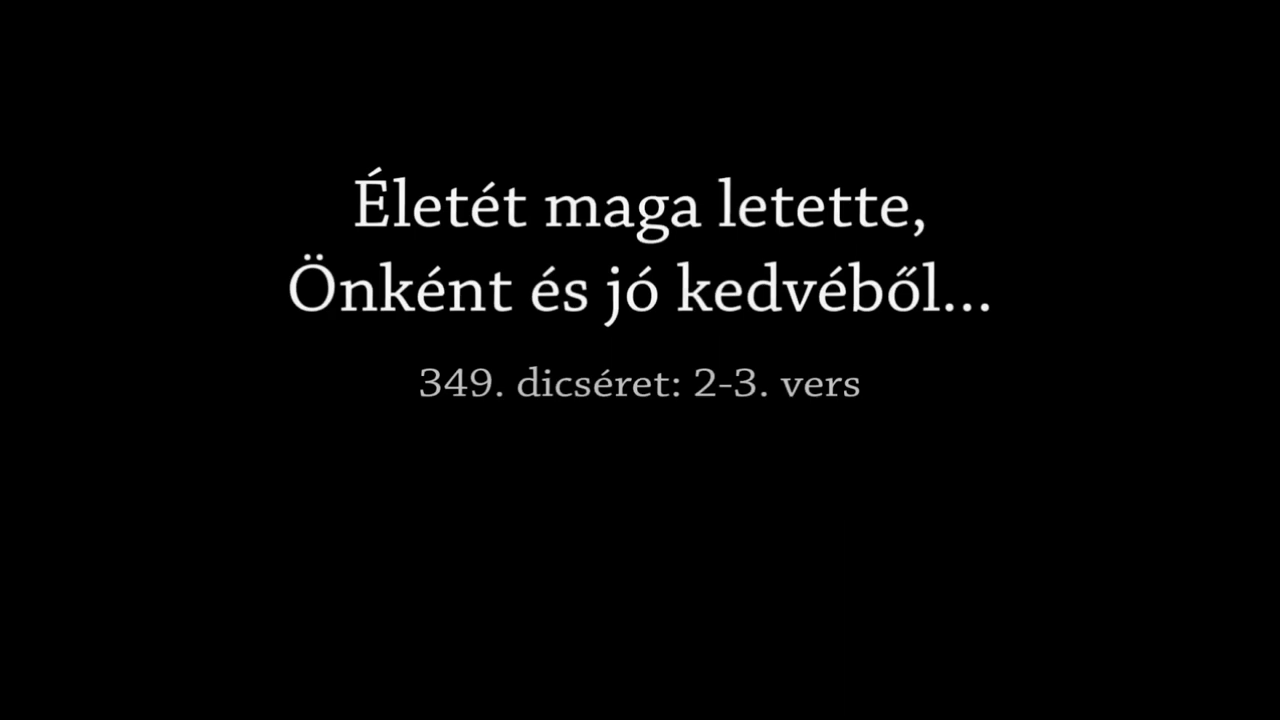 Életét maga letette,
Önként és jó kedvéből...
349. dicséret: 2-3. vers